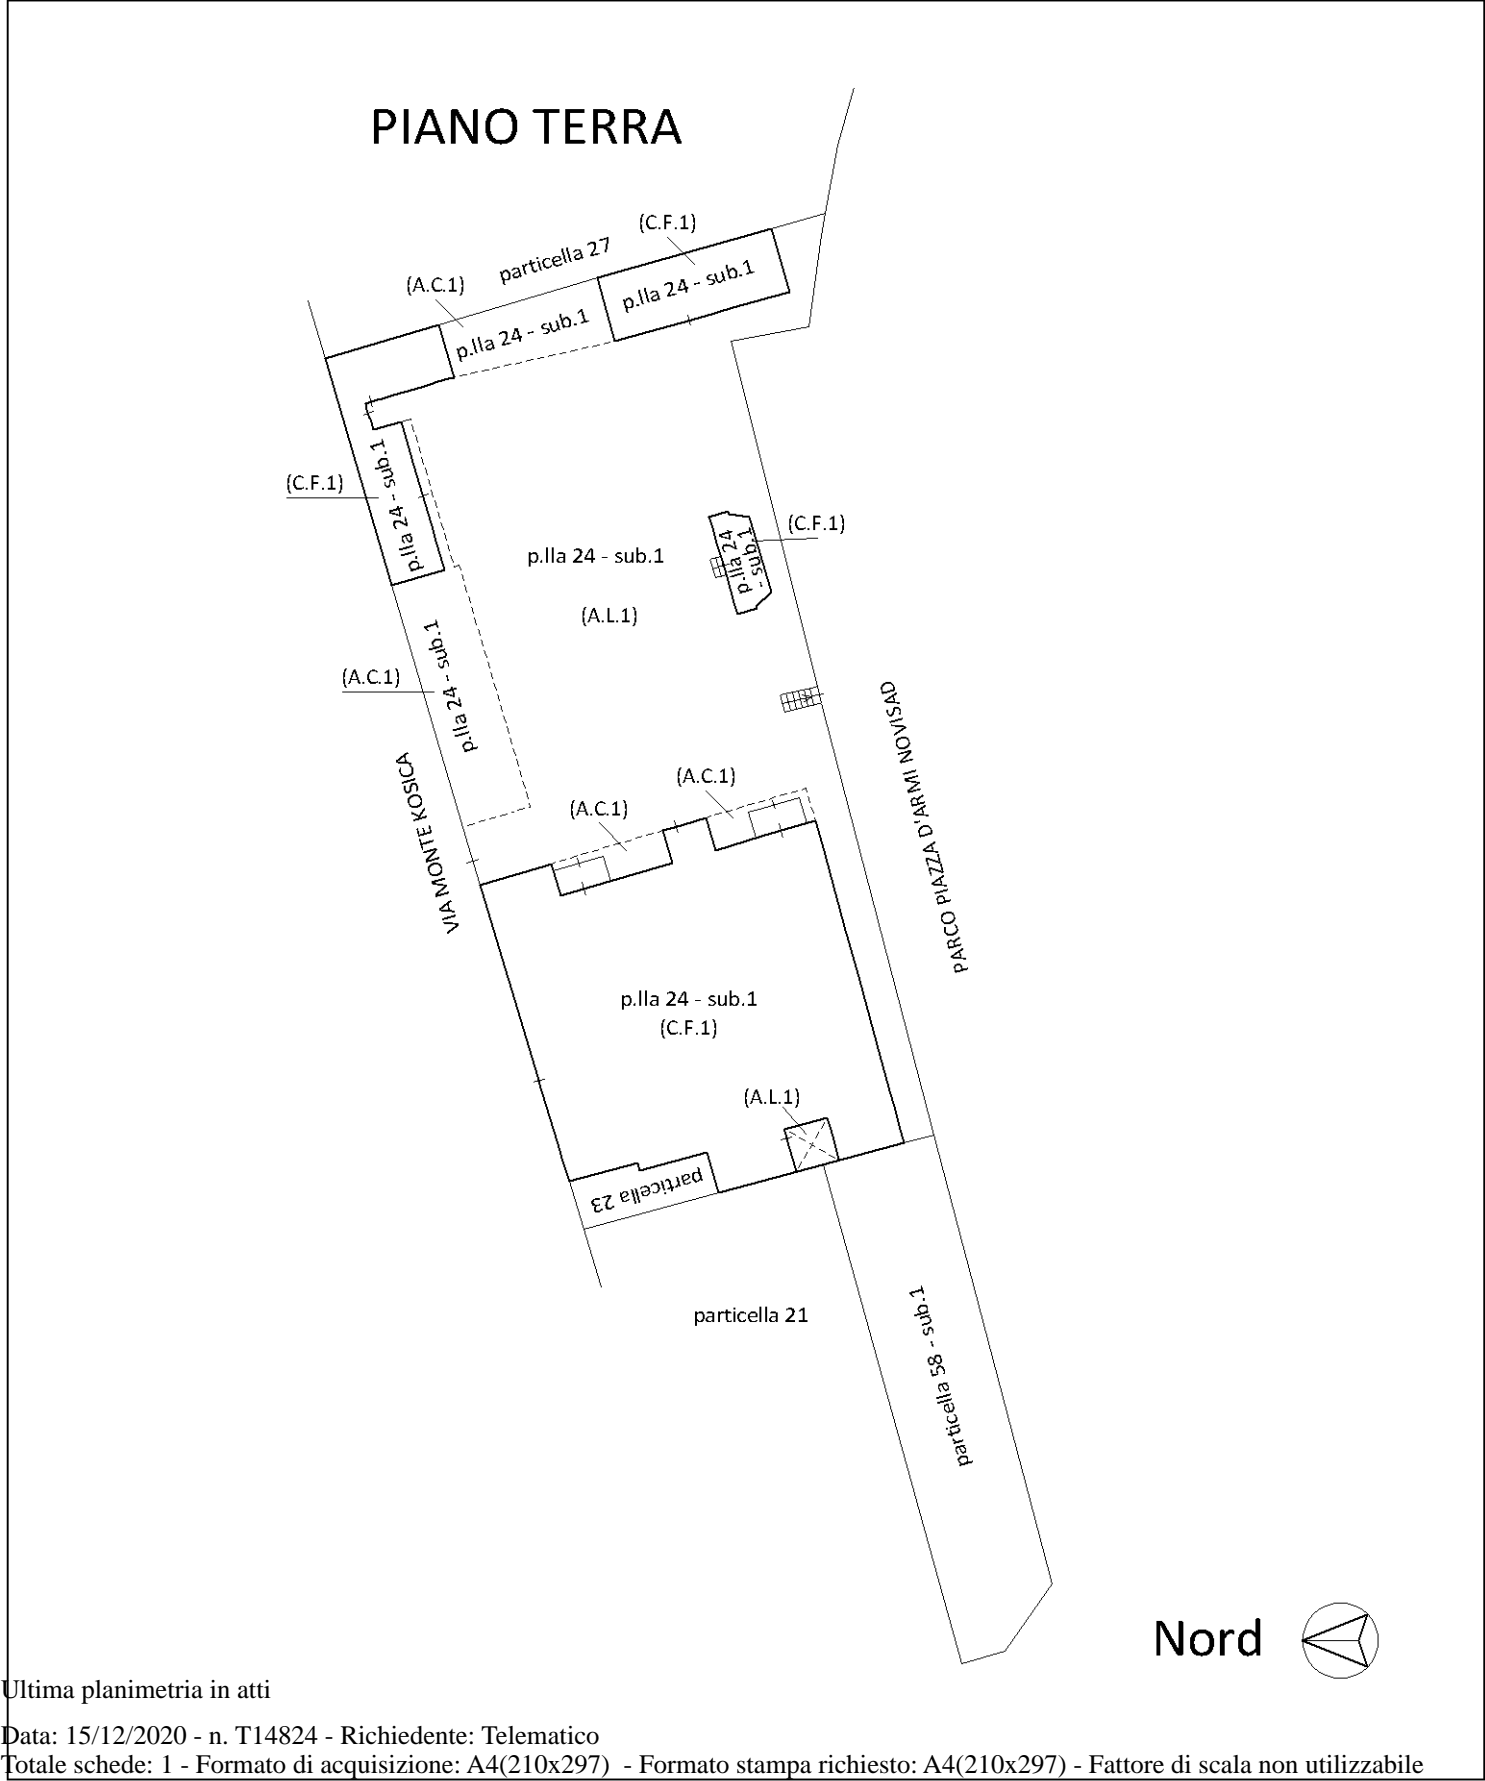 PIANO TERRA
(C.F.1)
particella 27
(A.C.1)
p.lla 24 - sub.1
p.lla 24 - sub.1
p.lla 24 - sub.1
(C.F.1)
p.lla 24
- sub.1
(C.F.1)
p.lla 24 - sub.1
(A.L.1)
p.lla 24 - sub.1
(A.C.1)
VIA MONTE KOSICA
PARCO PIAZZA D'ARMI NOVISAD
(A.C.1)
(A.C.1)
p.lla 24 - sub.1
(C.F.1)
(A.L.1)
particella 23
particella 21
particella 58 - sub.1
Nord
Ultima planimetria in atti
Data: 15/12/2020 - n. T14824 - Richiedente: Telematico
Totale schede: 1 - Formato di acquisizione: A4(210x297) - Formato stampa richiesto: A4(210x297) - Fattore di scala non utilizzabile